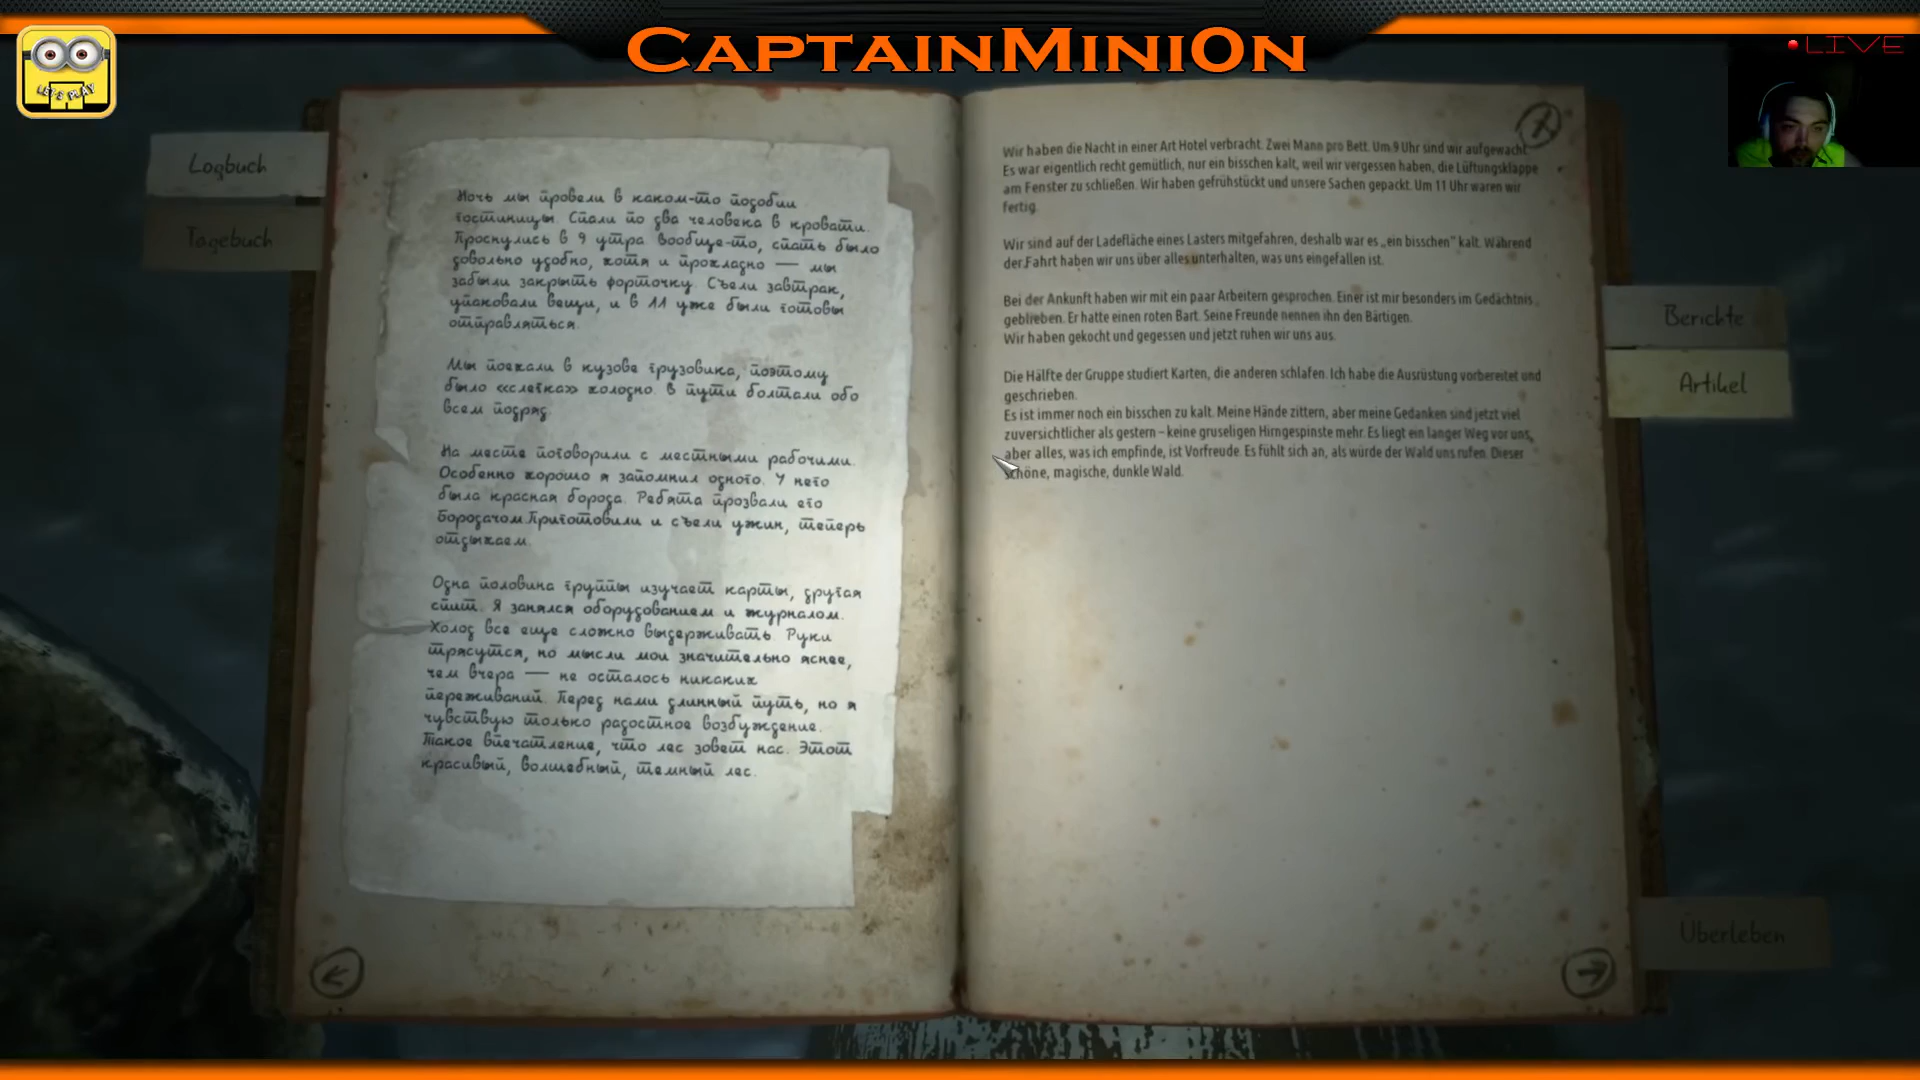 CAPTAINMINI0N
LIVE
LET'S PLAY
Logbuch
Tagebuch
Ночь мы провели в каком-то подобии
гостиницы. Спали по два человека в кровати.
Проснулись в 9 утра вообще-то, спать было
довольно удобно, хотя и прохладно — мы
забыли закрыть форточку. Съели завтрак,
упаковали вещи, и в 11 уже были готовы
отправляться.
Мы поехали в кузове грузовика, поэтому
было «слегка» холодно. В пути болтали обо
всем подряд.
На месте поговорили с местными рабочими.
Особенно хорошо я запомнил одного. У него
была красная борода. Ребята прозвали его
Бородачом.Приготовили и съели ужин, теперь
отдыхаем.
Одна половина группы изучает карты, другая
спит. Я занялся оборудованием и журналом.
Холод все еще сложно выдерживать. Руки
трясутся, но мысли мои значительно яснее,
чем вчера — не осталось никаких
переживаний. Перед нами длинный путь, но я
чувствую только радостное возбуждение.
Такое впечатление, что лес зовет нас. Этот
красивый, волшебный, темный лес.
Wir haben die Nacht in einer Art Hotel verbracht. Zwei Mann pro Bett. Um 9 Uhr sind wir aufgewacht.
Es war eigentlich recht gemütlich, nur ein bisschen kalt, weil wir vergessen haben, die Lüftungsklappe
am Fenster zu schließen. Wir haben gefrühstückt und unsere Sachen gepackt. Um 11 Uhr waren wir
fertig.
Wir sind auf der Ladefläche eines Lasters mitgefahren, deshalb war es „ein bisschen" kalt. Während
der Fahrt haben wir uns über alles unterhalten, was uns eingefallen ist.
Bei der Ankunft haben wir mit ein paar Arbeitern gesprochen. Einer ist mir besonders im Gedächtnis
geblieben. Er hatte einen roten Bart. Seine Freunde nennen ihn den Bärtigen.
Wir haben gekocht und gegessen und jetzt ruhen wir uns aus.
Die Hälfte der Gruppe studiert Karten, die anderen schlafen. Ich habe die Ausrüstung vorbereitet und
geschrieben.
Es ist immer noch ein bisschen zu kalt. Meine Hände zittern, aber meine Gedanken sind jetzt viel
zuversichtlicher als gestern – keine gruseligen Hirngespinste mehr. Es liegt ein langer Weg vor uns,
aber alles, was ich empfinde, ist Vorfreude. Es fühlt sich an, als würde der Wald uns rufen. Dieser
schöne, magische, dunkle Wald.
Berichte
Artikel
Überleben